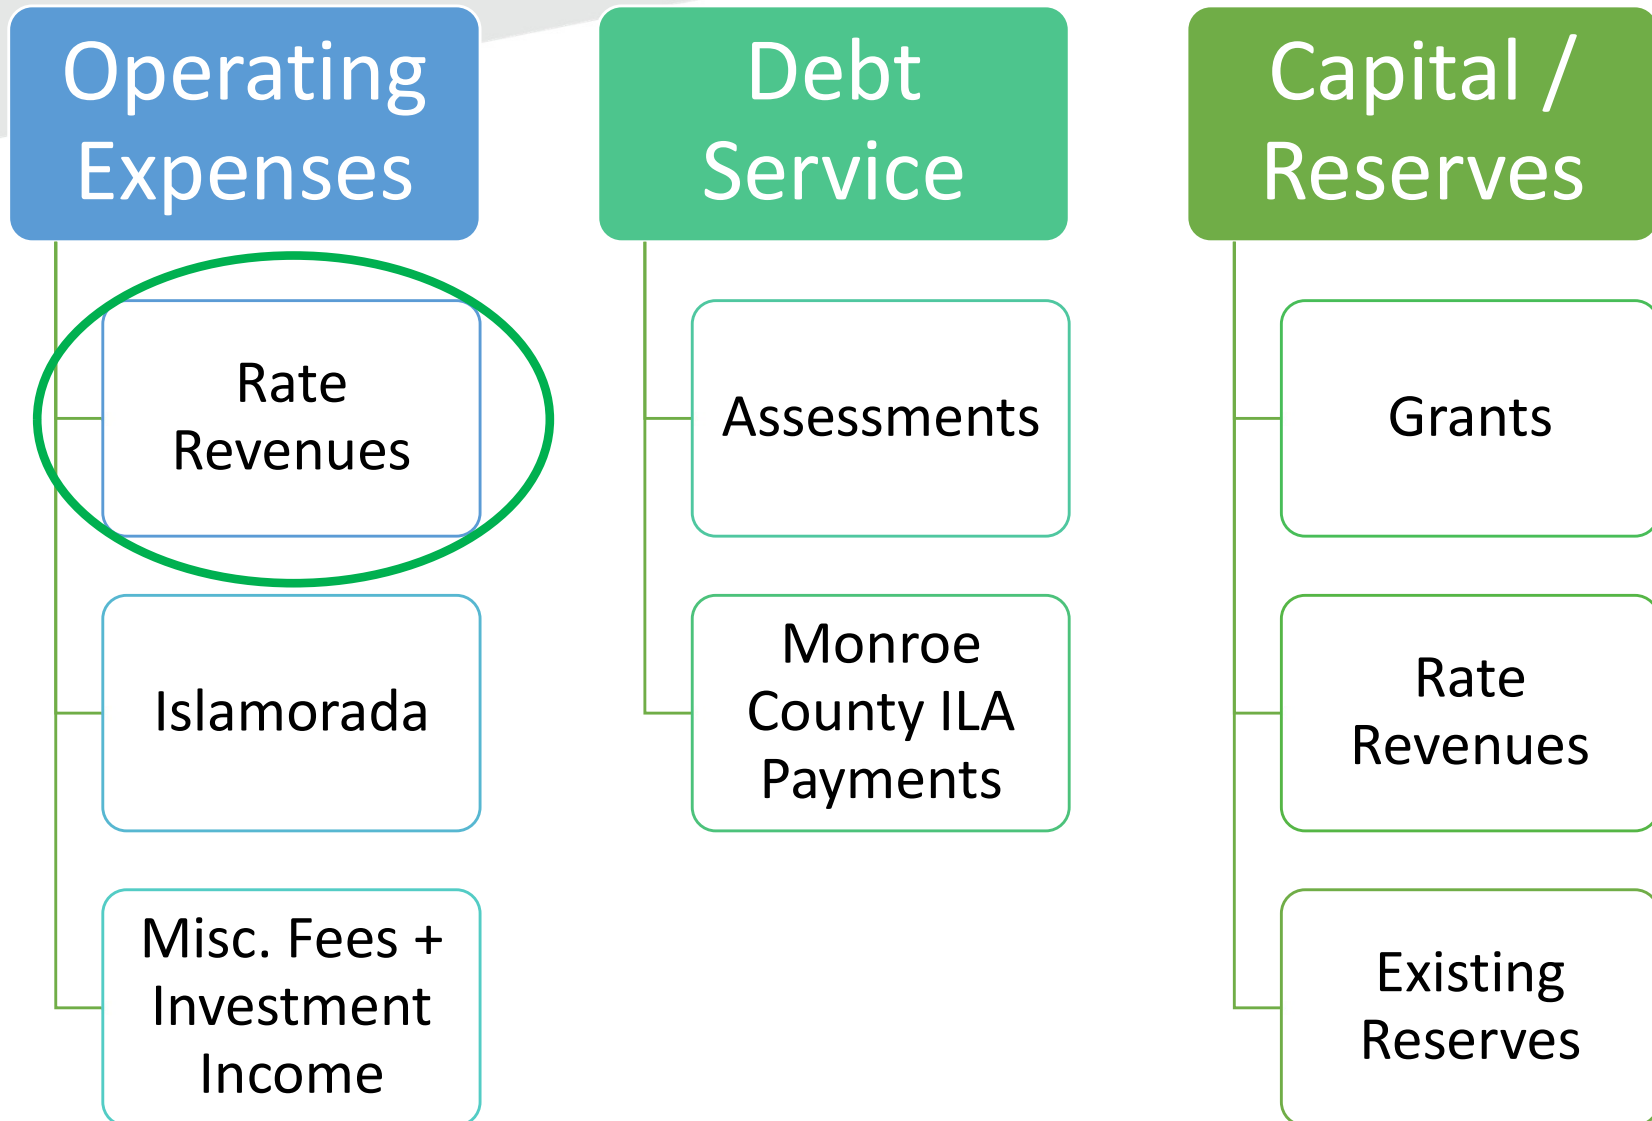 Operating
Expenses
Rate
Revenues
Islamorada
Misc. Fees +
Investment
Income
Debt
Service
Assessments
Monroe
County ILA
Payments
Capital /
Reserves
Grants
Rate
Revenues
Existing
Reserves